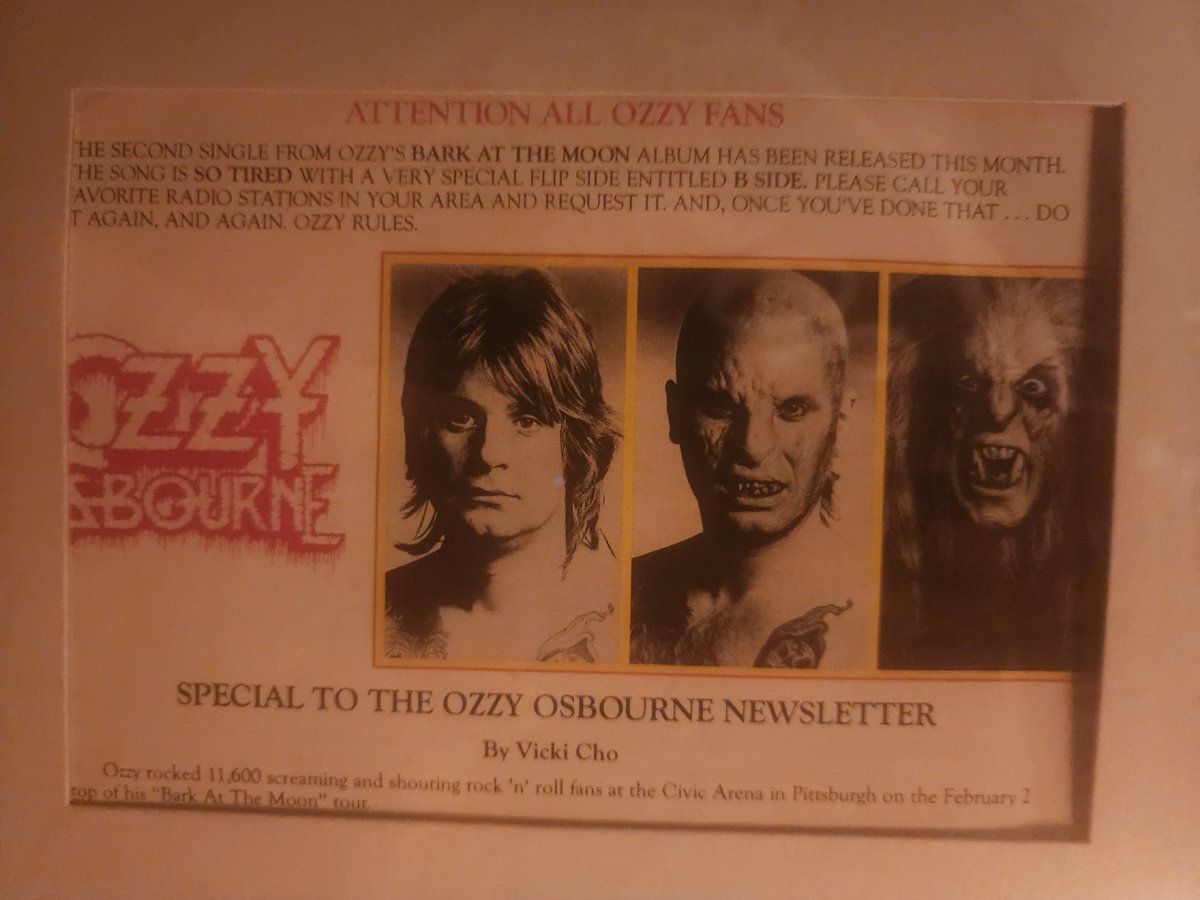 ATTENTION ALL OZZY FANS
HE SECOND SINGLE FROM OZZY'S BARK AT THE MOON ALBUM HAS BEEN RELEASED THIS MONTH.
HE SONG IS SO TIRED WITH A VERY SPECIAL FLIP SIDE ENTITLED B SIDE. PLEASE CALL YOUR
AVORITE RADIO STATIONS IN YOUR AREA AND REQUEST IT. AND, ONCE YOU'VE DONE THAT ... DO
T AGAIN, AND AGAIN. OZZY RULES.
OZZY
OSBOURNE
SPECIAL TO THE OZZY OSBOURNE NEWSLETTER
By Vicki Cho
Ozzy rocked 11,600 screaming and shouting rock 'n' roll fans at the Civic Arena in Pittsburgh on the February 2
top of his "Bark At The Moon" tour.